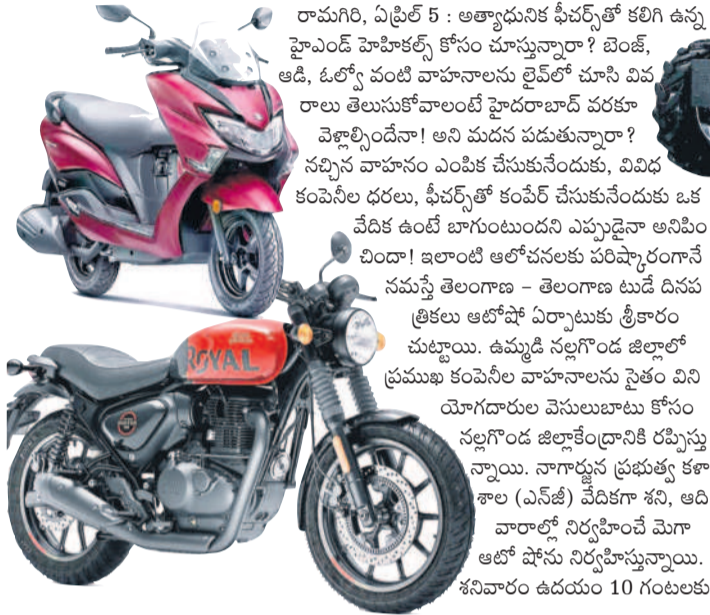 రామగిరి, ఏప్రిల్ 5 : అత్యాధునిక ఫీచర్స్‌తో కలిగి ఉన్న
హైఎండ్ హెహికల్స్ కోసం చూస్తున్నారా? బెంజ్,
ఆడి, ఓల్వో వంటి వాహనాలను లైవ్‌లో చూసి వివ
రాలు తెలుసుకోవాలంటే హైదరాబాద్ వరకూ
వెళ్లాల్సిందేనా! అని మదన పడుతున్నారా?
నచ్చిన వాహనం ఎంపిక చేసుకునేందుకు, వివిధ
కంపెనీల ధరలు, ఫీచర్స్‌తో కంపేర్ చేసుకునేందుకు ఒక
వేదిక ఉంటే బాగుంటుందని ఎప్పుడైనా అనిపిం
చిందా! ఇలాంటి ఆలోచనలకు పరిష్కారంగానే
నమస్తే తెలంగాణ – తెలంగాణ టుడే దినప
త్రికలు ఆటోషో ఏర్పాటుకు శ్రీకారం
చుట్టాయి. ఉమ్మడి నల్లగొండ జిల్లాలో
ప్రముఖ కంపెనీల వాహనాలను సైతం విని
యోగదారుల వెసులుబాటు కోసం
నల్లగొండ జిల్లాకేంద్రానికి రప్పిస్తు
న్నాయి. నాగార్జున ప్రభుత్వ కళా
శాల (ఎన్‌జీ) వేదికగా శని, ఆది
వారాల్లో నిర్వహించే మెగా
ఆటో షోను నిర్వహిస్తున్నాయి.
శనివారం ఉదయం 10 గంటలకు
ROYAL